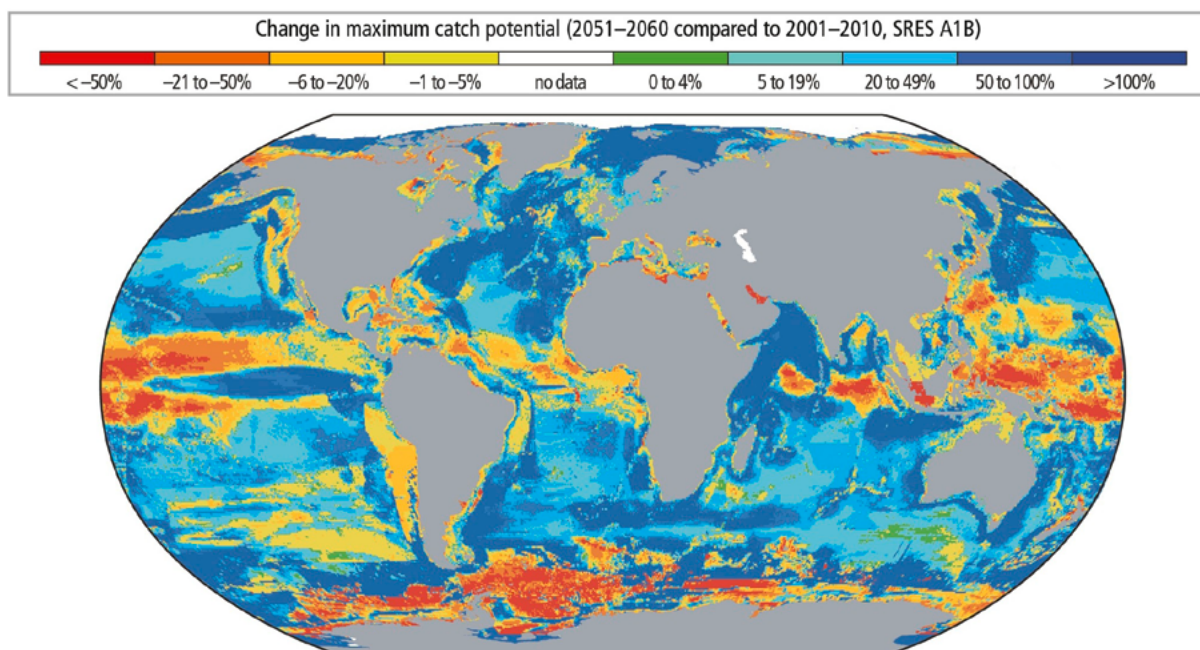 Change in maximum catch potential (2051–2060 compared to 2001–2010, SRES A1B)
< –50% –21 to –50% –6 to –20% –1 to –5% no data 0 to 4% 5 to 19% 20 to 49% 50 to 100% >100%